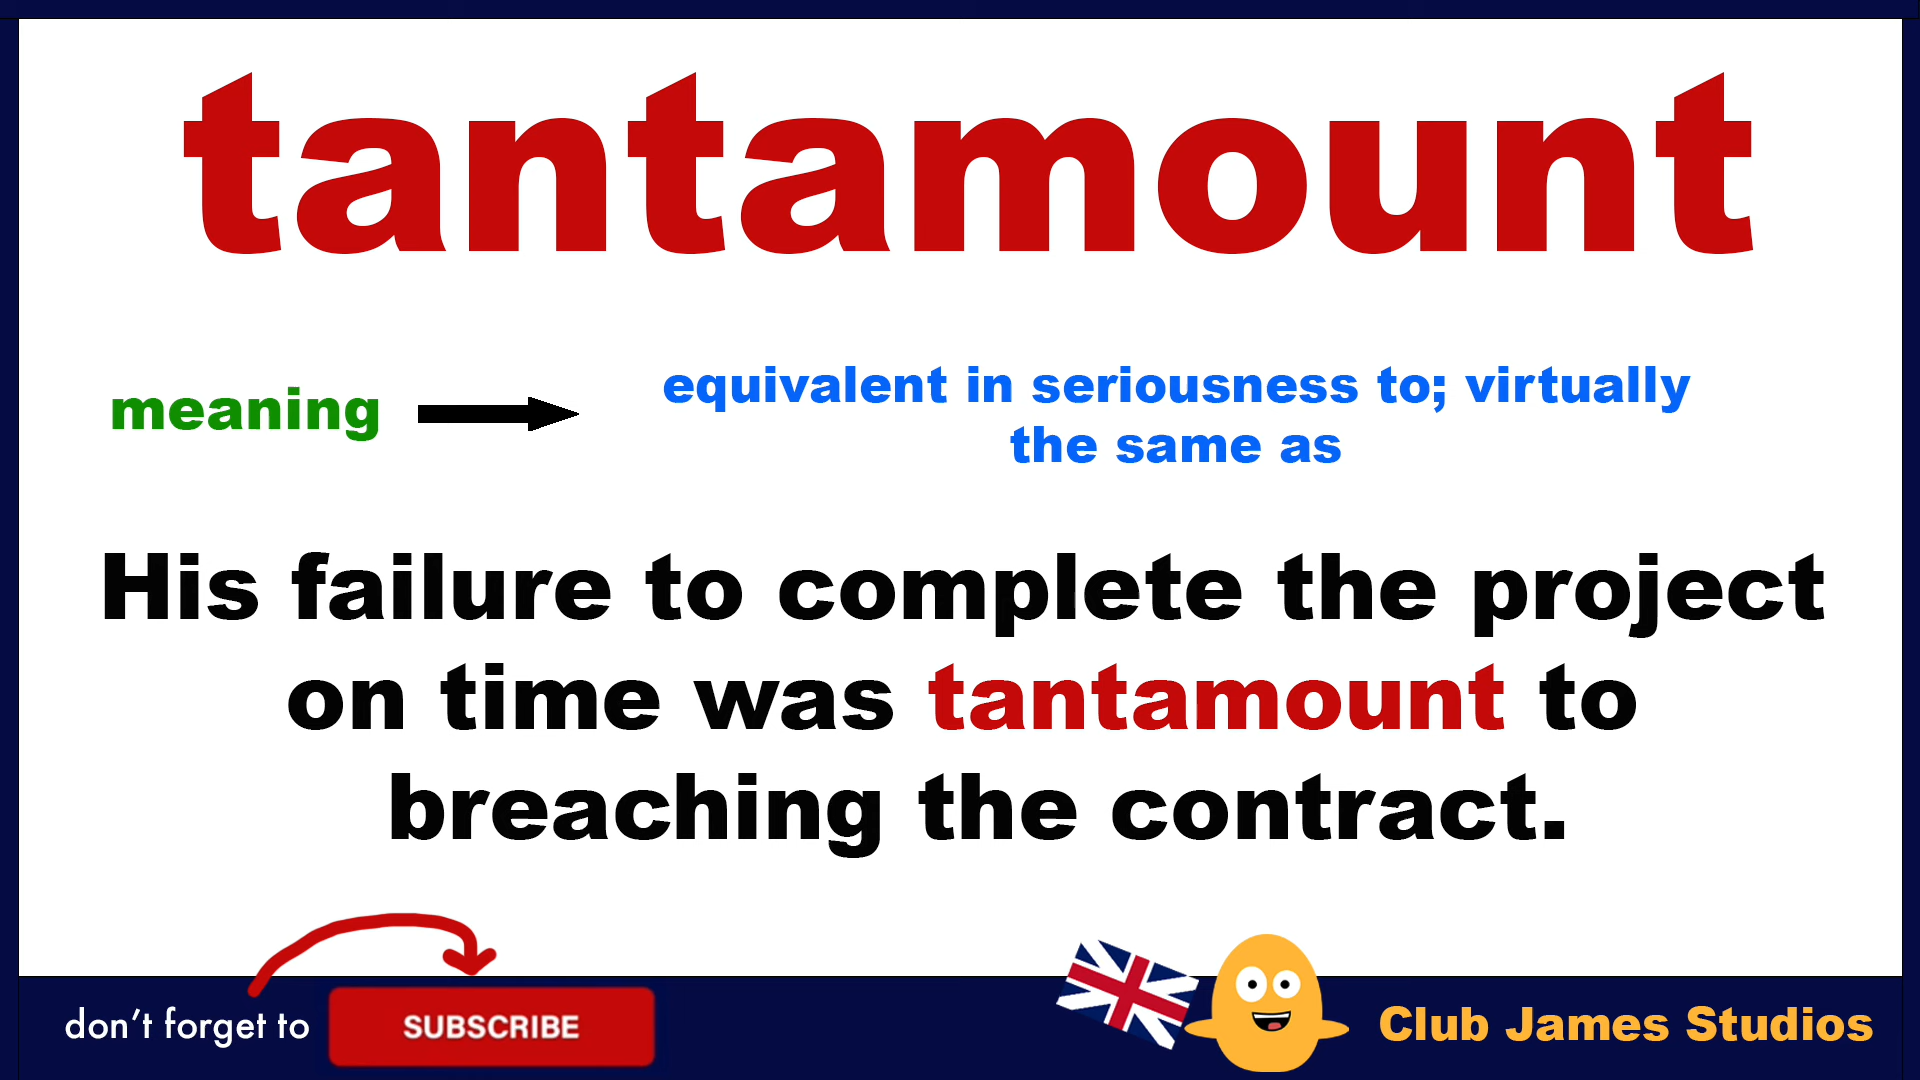 tantamount
meaning
equivalent in seriousness to; virtually
the same as
His failure to complete the project
on time was tantamount to
breaching the contract.
don't forget to
SUBSCRIBE
Club James Studios